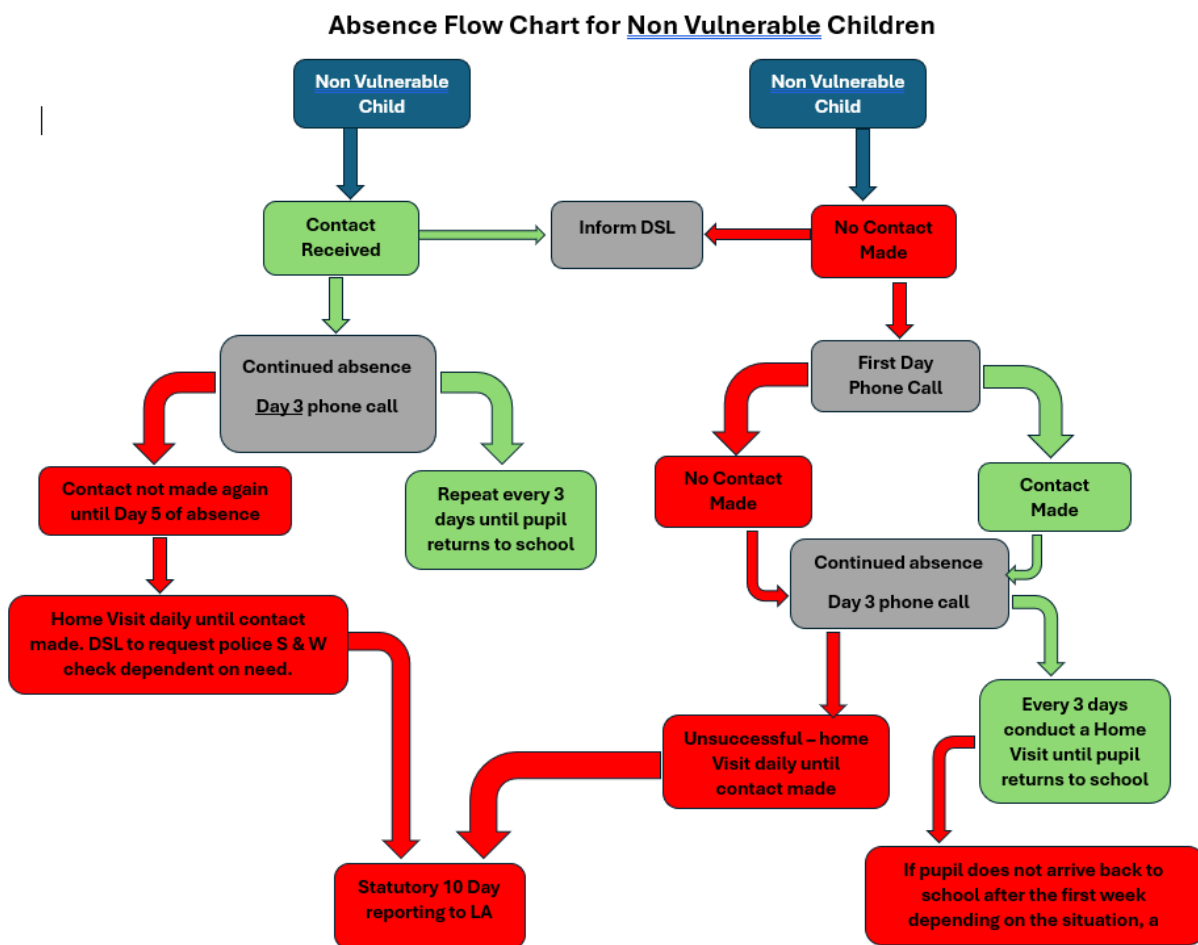 Absence Flow Chart for Non Vulnerable Children
Non Vulnerable
Child
Non Vulnerable
Child
Contact
Received
Inform DSL
No Contact
Made
Continued absence
Day 3 phone call
First Day
Phone Call
Contact not made again
until Day 5 of absence
Repeat every 3
days until pupil
returns to school
No Contact
Made
Contact
Made
Continued absence
Day 3 phone call
Home Visit daily until contact
made. DSL to request police S & W
check dependent on need.
Unsuccessful – home
Visit daily until
contact made
Every 3 days
conduct a Home
Visit until pupil
returns to school
Statutory 10 Day
reporting to LA
If pupil does not arrive back to
school after the first week
depending on the situation, a